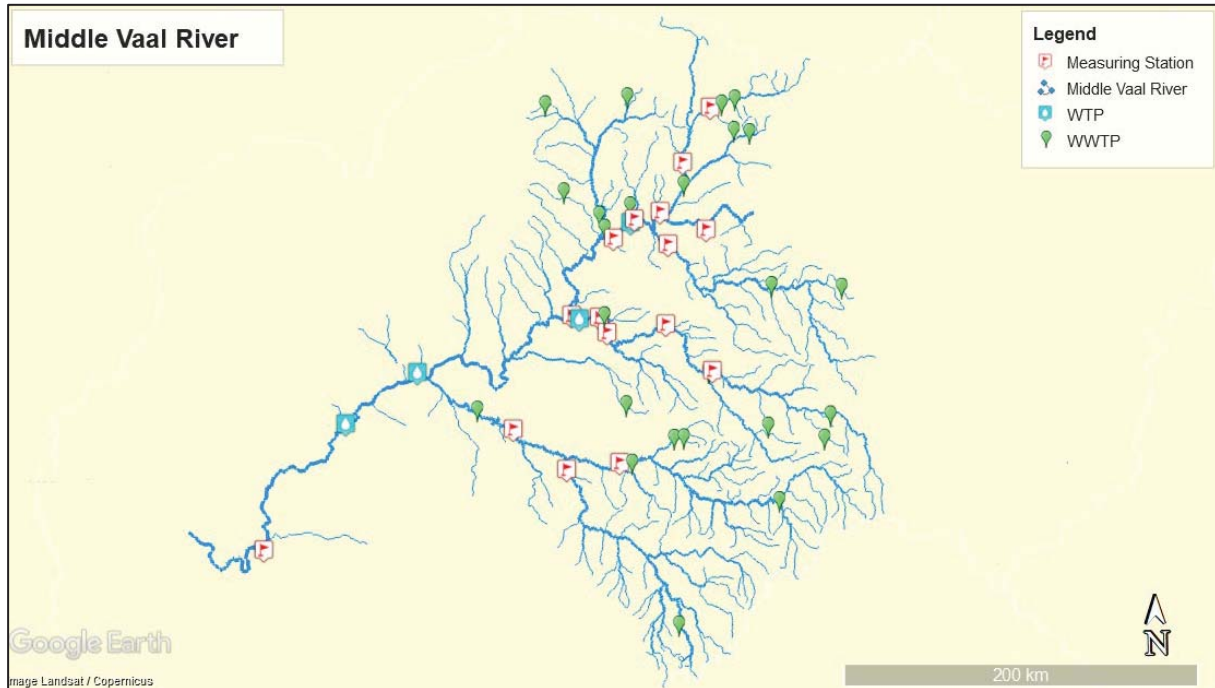 Middle Vaal River
Legend
Measuring Station
Middle Vaal River
WTP
WWTP
Google Earth
mage Landsat / Copernicus
N
200 km